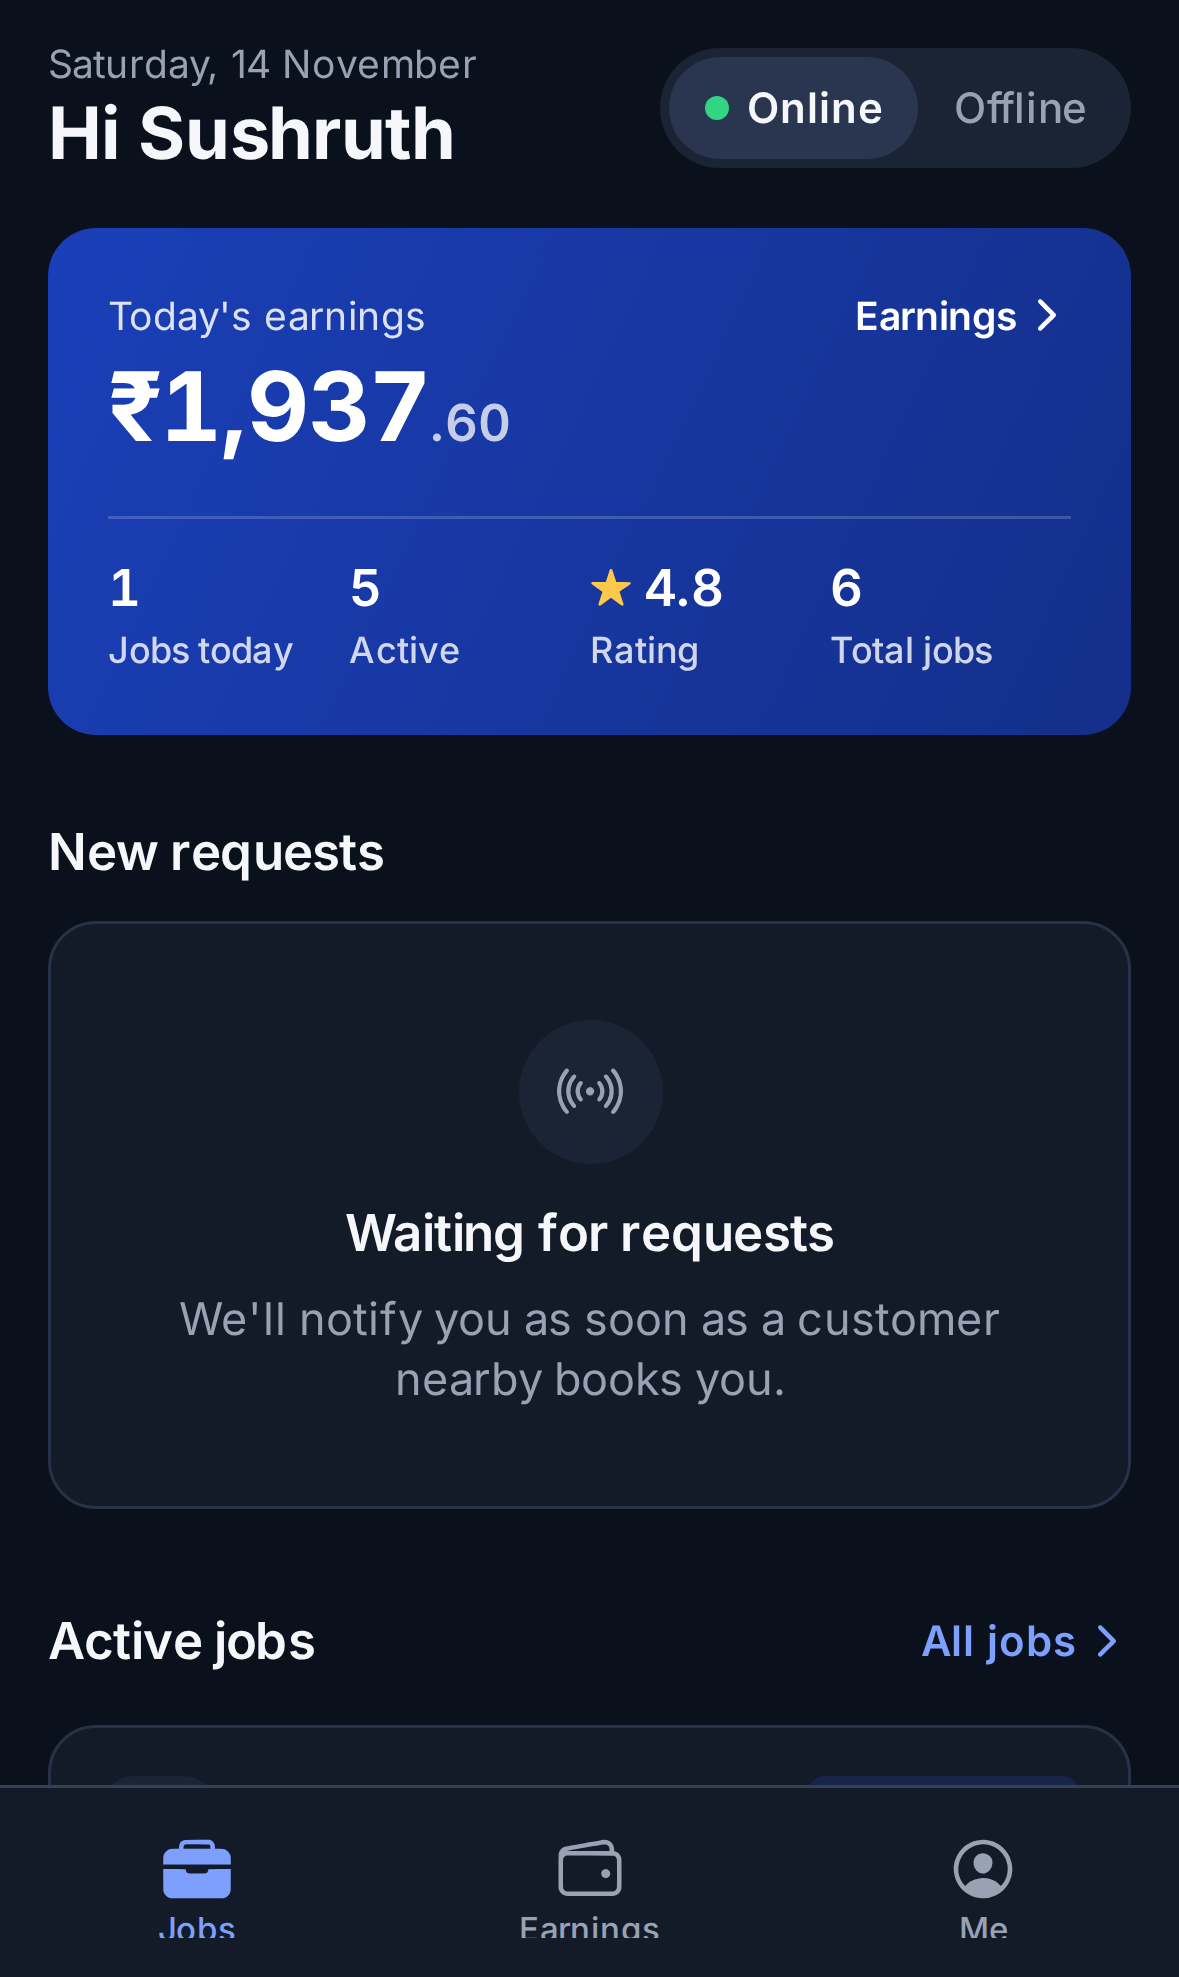 Saturday, 14 November
Hi Sushruth
Online
Offline
Today's earnings
Earnings
₹1,937.60
1
Jobs today
5
Active
4.8
Rating
6
Total jobs
New requests
Waiting for requests
We'll notify you as soon as a customer
nearby books you.
Active jobs
All jobs
Jobs
Earnings
Me